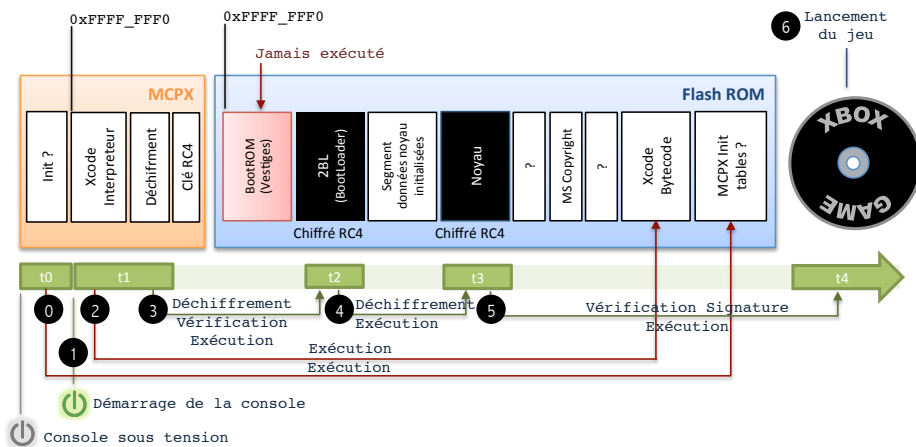 0xFFFF_FFF0
0xFFFF_FFF0
6
Lancement
du jeu
Jamais exécuté
MCPX
Flash ROM
Init ?
Xcode
Interpreteur
Déchifrment
Clé RC4
BootROM
(Vestiges)
2BL
(BootLoader)
Segment
données noyau
initialisées
Noyau
?
MS Copyright
?
Xcode
Bytecode
MCPX Init
tables ?
XBOX
GAME
Chiffré RC4
Chiffré RC4
t0
t1
t2
t3
t4
0
2
3
Déchiffrement
Vérification
Exécution
4
Déchiffrement
Exécution
5
Vérification Signature
Exécution
1
Exécution
Exécution
Démarrage de la console
Console sous tension